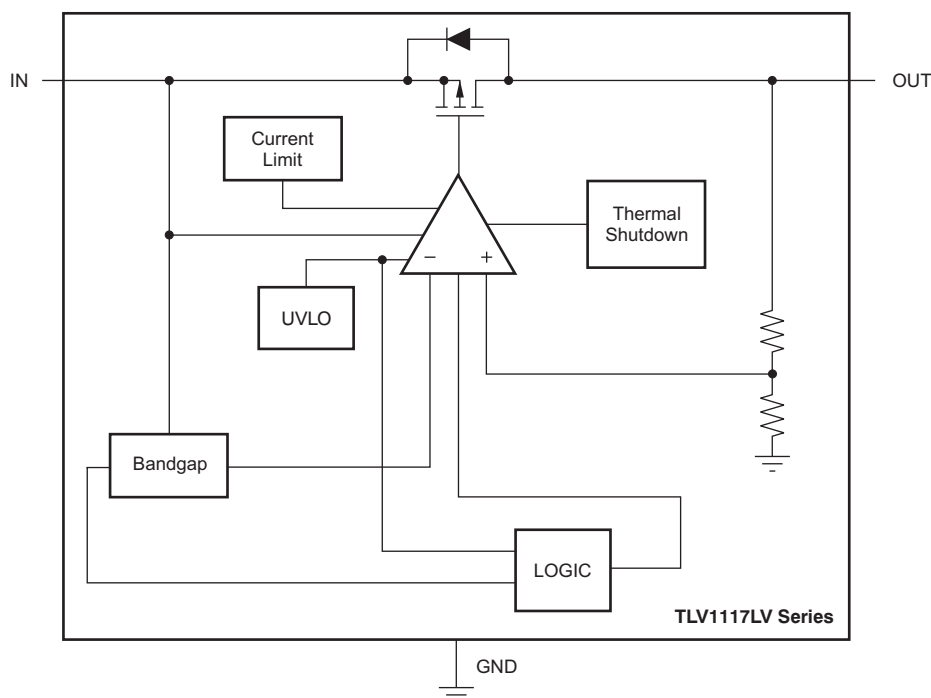 IN
OUT
Current
Limit
Thermal
Shutdown
− +
UVLO
Bandgap
LOGIC
TLV1117LV Series
GND